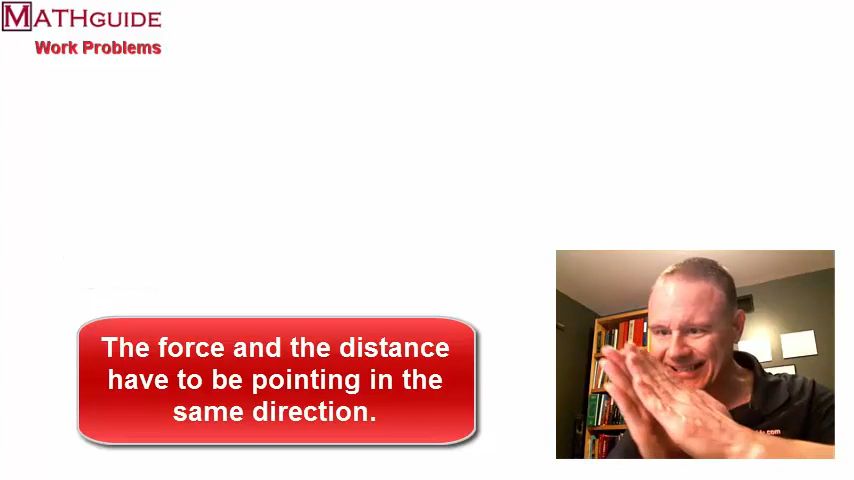 MATHGUIDE
Work Problems
The force and the distance
have to be pointing in the
same direction.